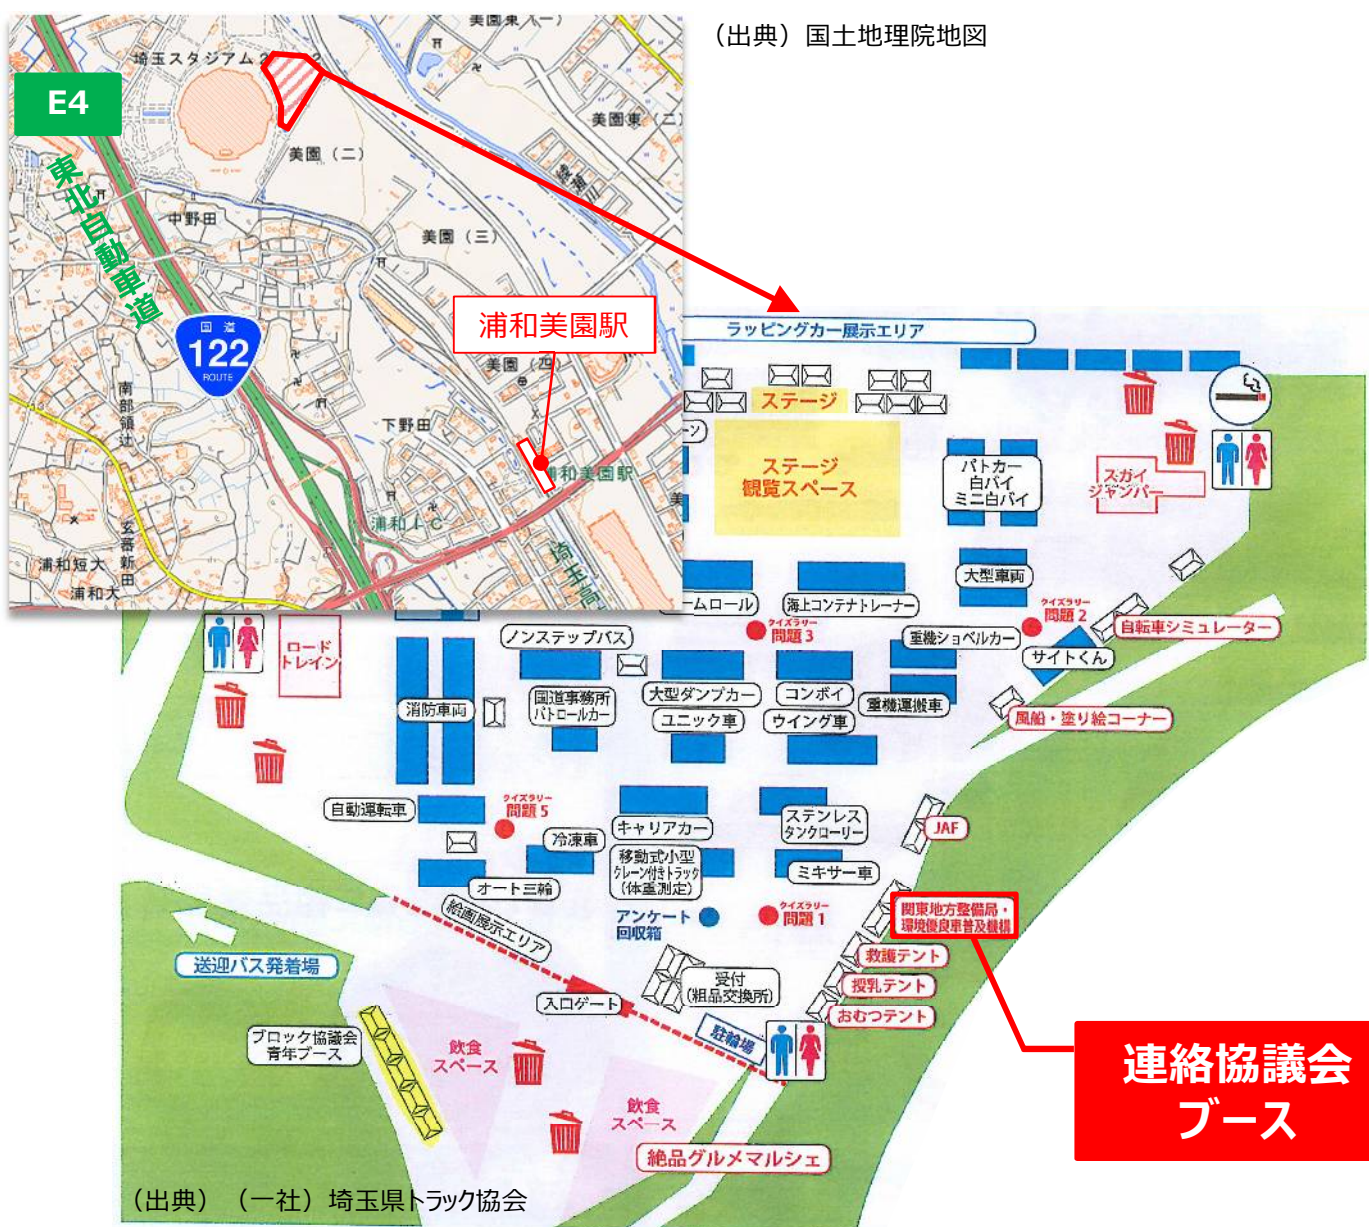 （出典）国土地理院地図
美園東（一）
埼玉スタジアム2
2
E4
東北自動車道
美園（二）
美園東（二）
綾瀬川
中野田
美園（三）
浦和美園駅
国道
122
ROUTE
美園（四）
南部領辻
下野田
浦和美園駅
浦和IC
玄蕃新田
浦和短大
浦和大
埼玉高
美
ラッピングカー展示エリア
ステージ
ステージ
観覧スペース
パトカー
白バイ
ミニ白バイ
スガイ
ジャンパー
大型車両
ームロール
海上コンテナトレーナー
クイズラリー
問題3
クイズラリー
問題2
自転車シミュレーター
重機ショベルカー
サイトくん
ロード
トレイン
ノンステップバス
消防車両
国道事務所
パトロールカー
大型ダンプカー
ユニック車
コンボイ
ウイング車
重機運搬車
風船・塗り絵コーナー
自動運転車
クイズラリー
問題5
冷凍車
キャリアカー
ステンレス
タンクローリー
JAF
オート三輪
移動式小型
クレーン付きトラック
（体重測定）
ミキサー車
絵画展示エリア
アンケート
回収箱
クイズラリー
問題1
関東地方整備局・
環境優良車普及機構
送迎バス発着場
救護テント
受付
（粗品交換所）
授乳テント
入口ゲート
おむつテント
駐輪場
ブロック協議会
青年ブース
飲食
スペース
連絡協議会
ブース
飲食
スペース
絶品グルメマルシェ
（出典）（一社）埼玉県トラック協会